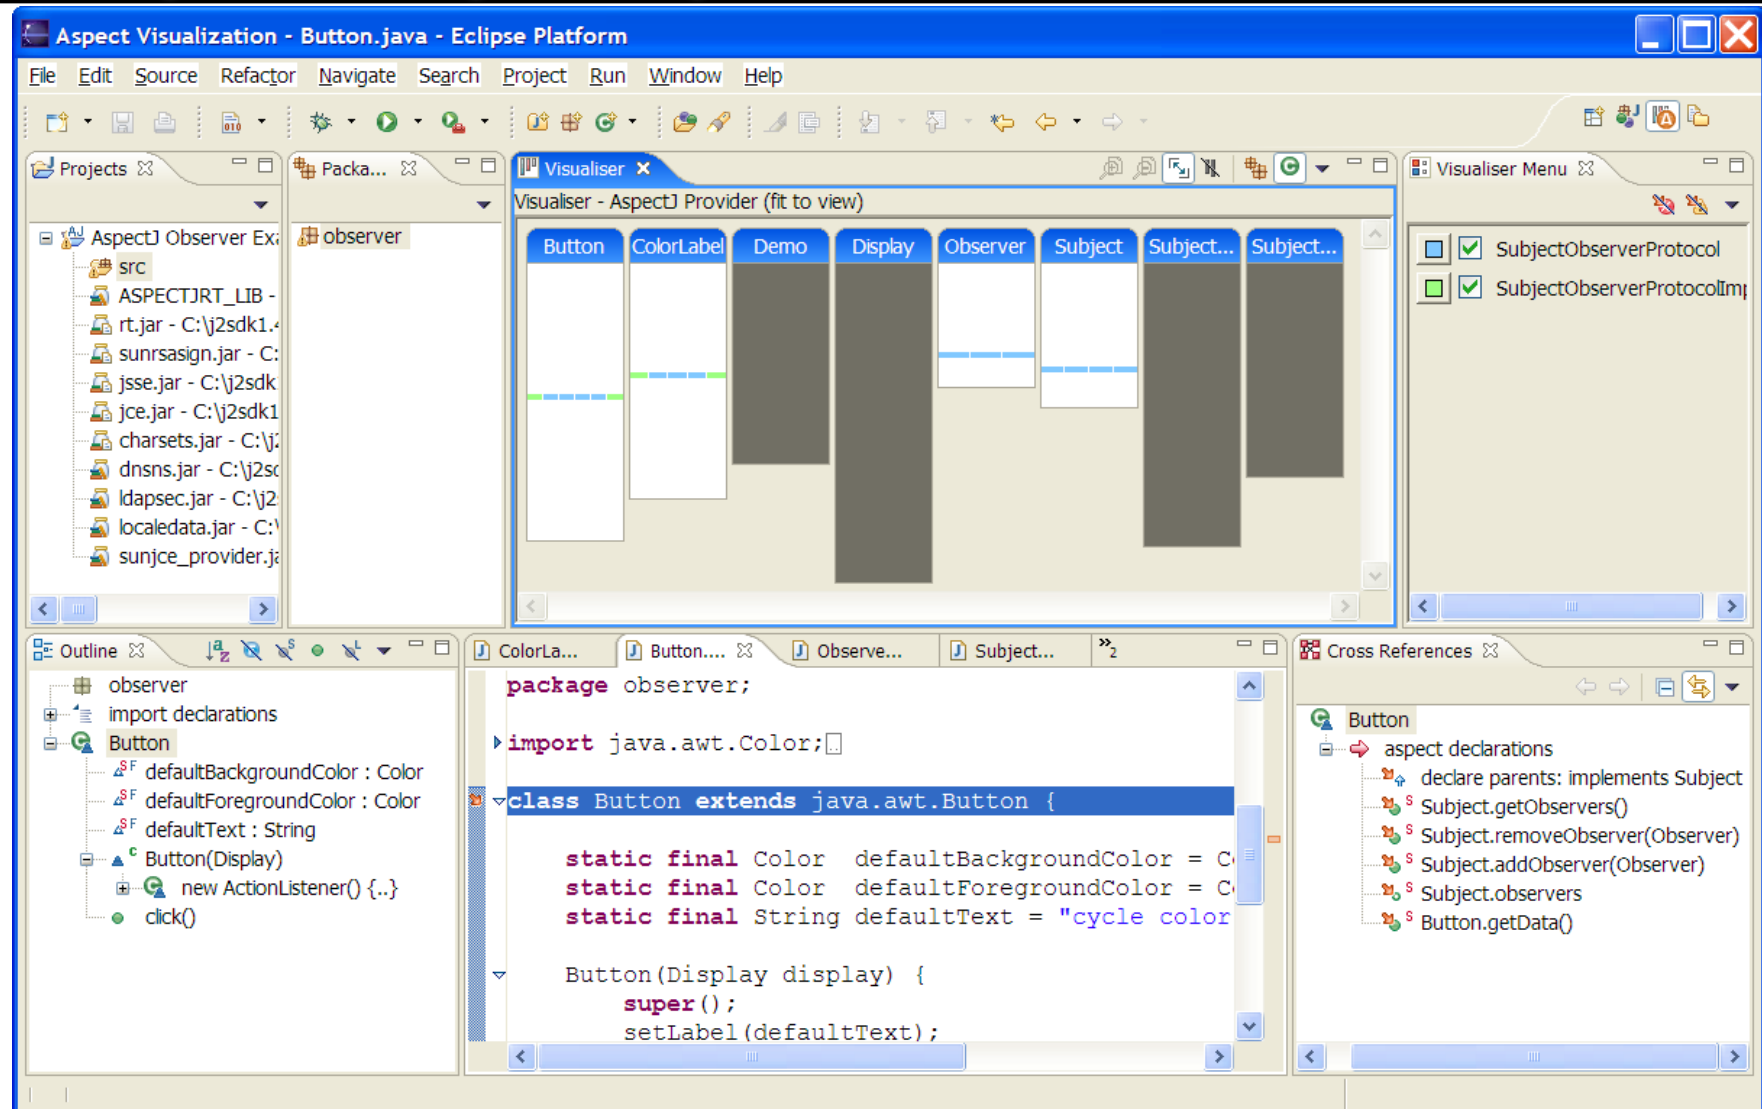 Aspect Visualization - Button.java - Eclipse Platform
File Edit Source Refactor Navigate Search Project Run Window Help
Projects
AspectJ Observer Exa
src
ASPECTJRT_LIB -
rt.jar - C:\j2sdk1.4
sunrsasign.jar - C:
jsse.jar - C:\j2sdk
jce.jar - C:\j2sdk1
charsets.jar - C:\j2
dnsns.jar - C:\j2sd
ldapsec.jar - C:\j2
localedata.jar - C:\
sunjce_provider.ja
Packa...
observer
Visualiser
Visualiser - AspectJ Provider (fit to view)
Button ColorLabel Demo Display Observer Subject Subject... Subject...
Visualiser Menu
SubjectObserverProtocol
SubjectObserverProtocolImp
Outline
observer
import declarations
Button
defaultBackgroundColor : Color
defaultForegroundColor : Color
defaultText : String
Button(Display)
new ActionListener() {..}
click()
ColorLa... Button.... Observe... Subject... »2
package observer;
import java.awt.Color;
class Button extends java.awt.Button {
static final Color defaultBackgroundColor = Co
static final Color defaultForegroundColor = Co
static final String defaultText = "cycle color
Button(Display display) {
super();
setLabel(defaultText);
Cross References
Button
aspect declarations
declare parents: implements Subject
Subject.getObservers()
Subject.removeObserver(Observer)
Subject.addObserver(Observer)
Subject.observers
Button.getData()